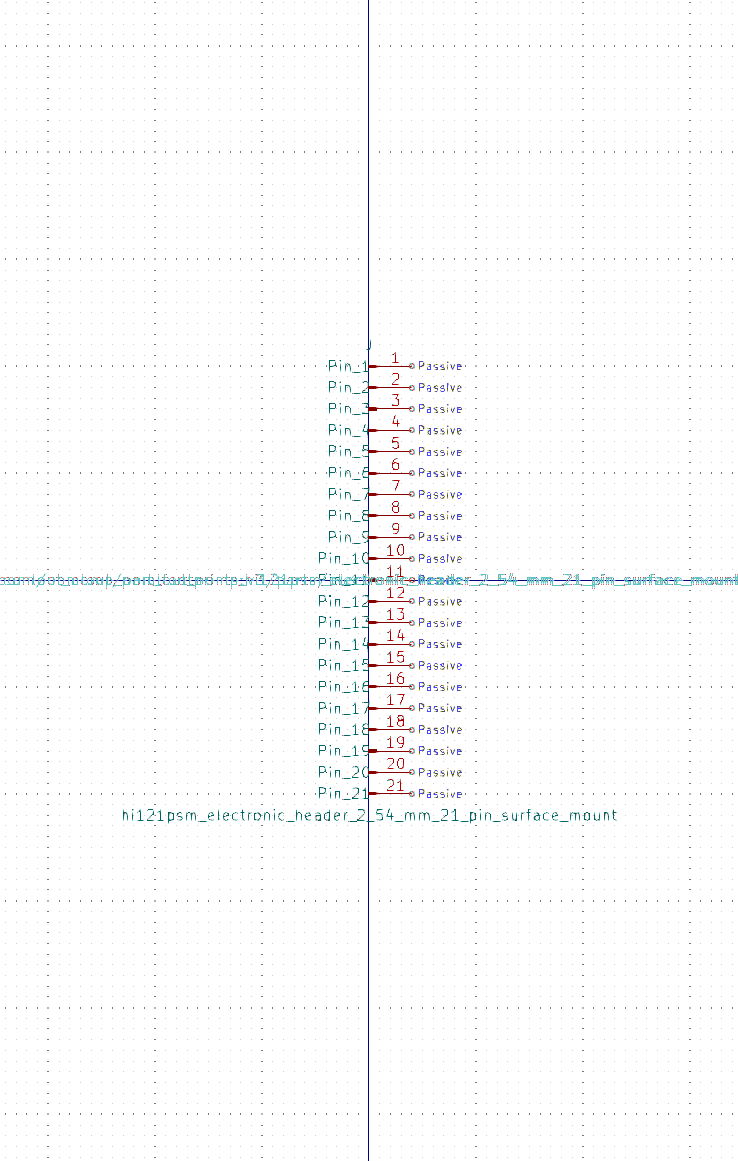 Pin_1 1 Passive
Pin_2 2 Passive
Pin_3 3 Passive
Pin_4 4 Passive
Pin_5 5 Passive
Pin_6 6 Passive
Pin_7 7 Passive
Pin_8 8 Passive
Pin_9 9 Passive
Pin_10 10 Passive
11 header_2_54_mm_21_pin_surface_mount
Pin_12 12 Passive
Pin_13 13 Passive
Pin_14 14 Passive
Pin_15 15 Passive
Pin_16 16 Passive
Pin_17 17 Passive
Pin_18 18 Passive
Pin_19 19 Passive
Pin_20 20 Passive
Pin_21 21 Passive
hi121psm_electronic_header_2_54_mm_21_pin_surface_mount